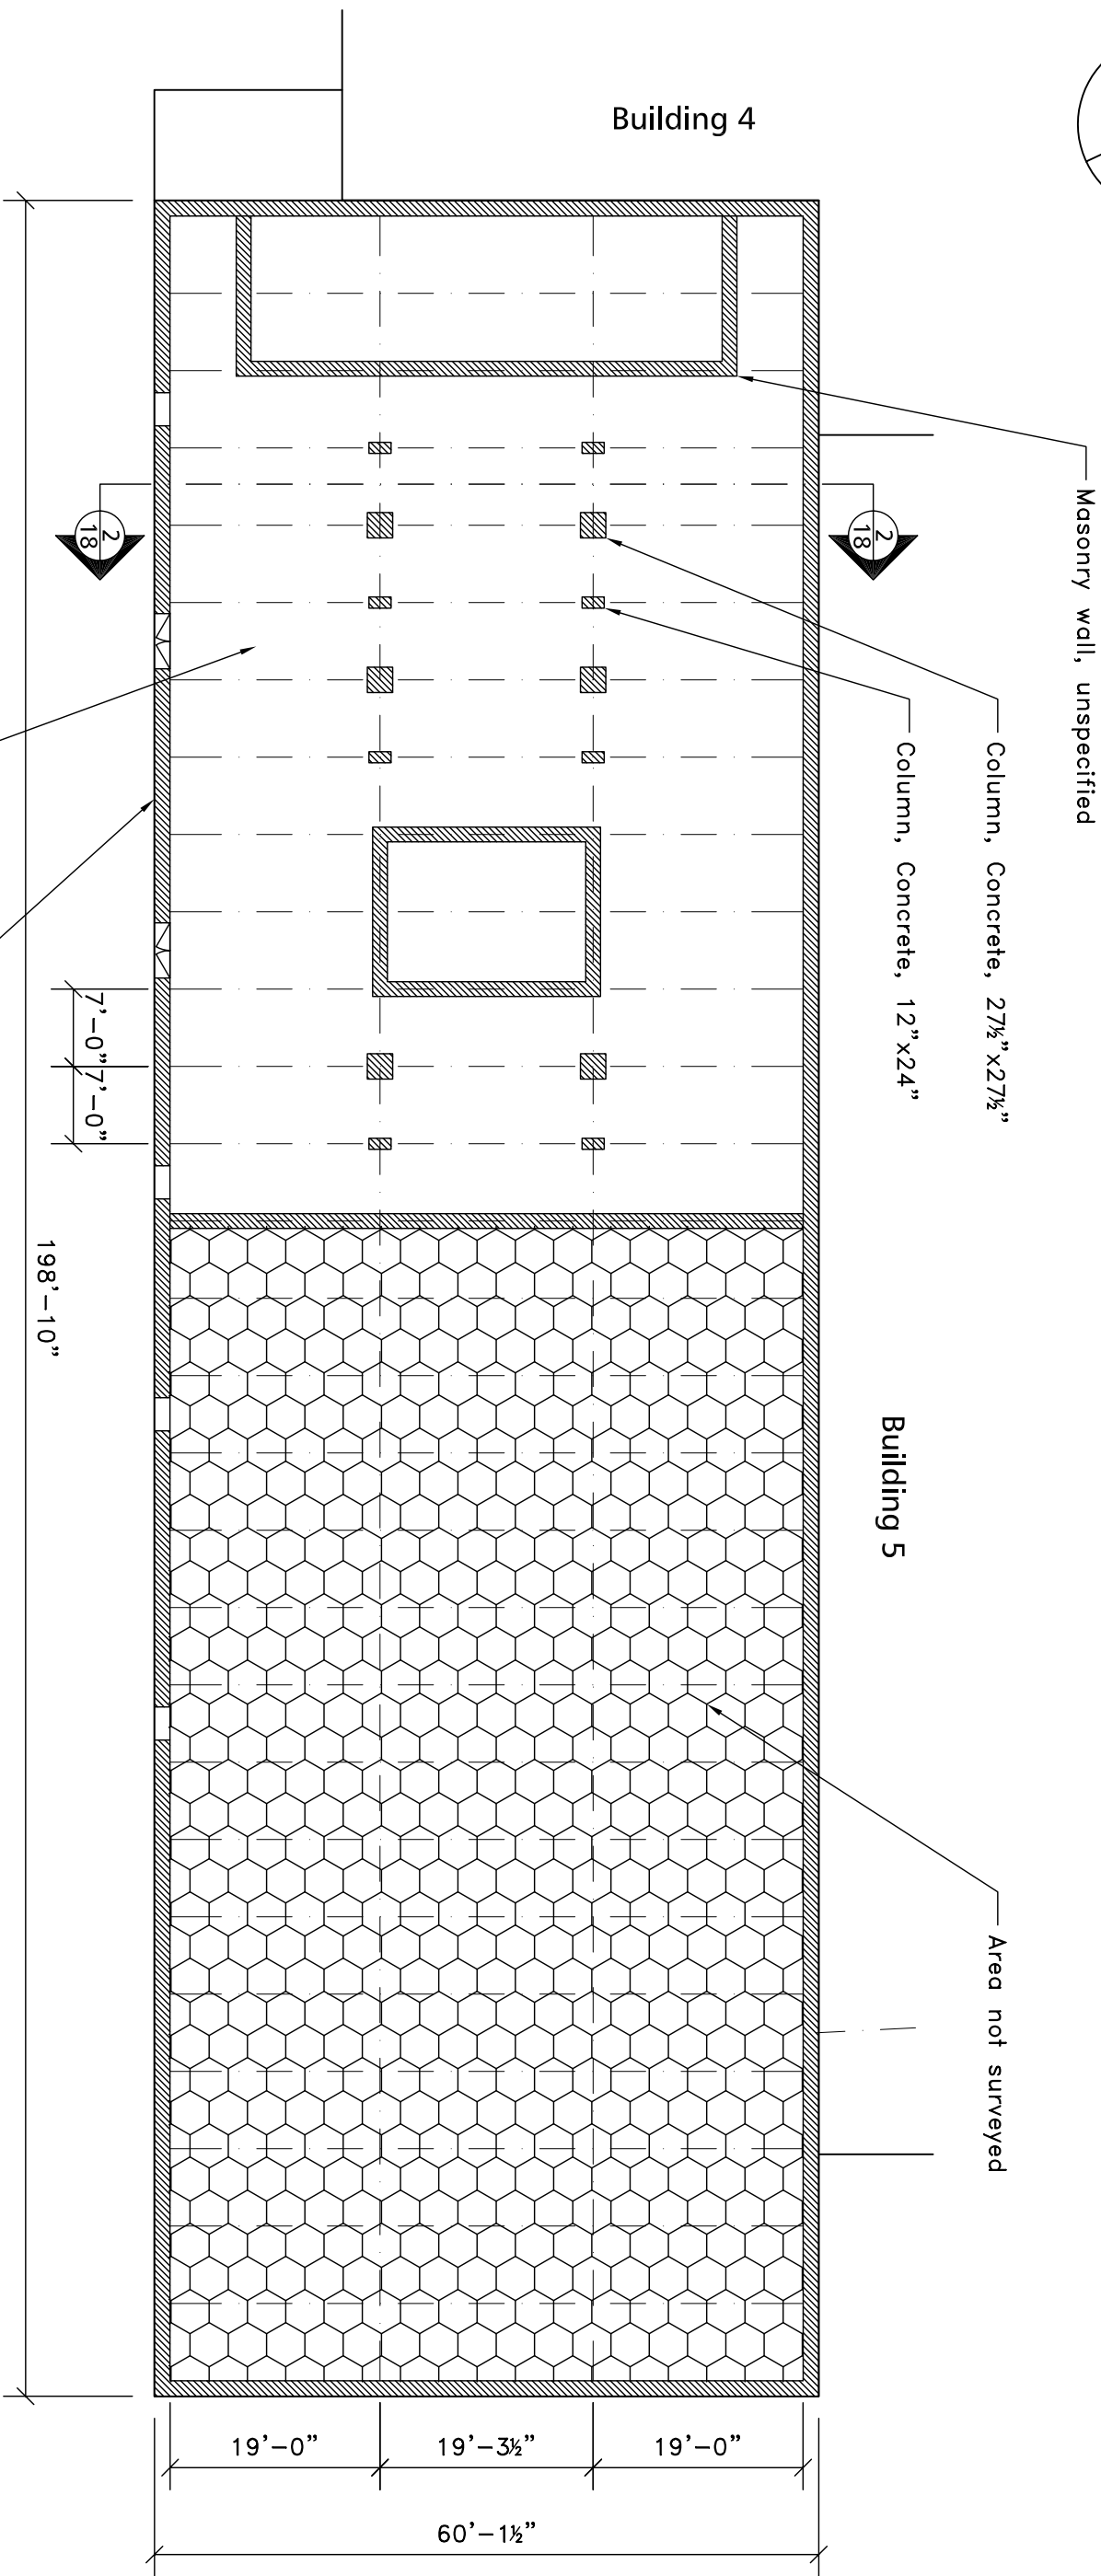 Building 4
Masonry wall, unspecified
Column, Concrete, 27½"x27½"
Column, Concrete, 12"x24"
2
18
2
18
7'-0"
7'-0"
198'-10"
Building 5
Area not surveyed
19'-0"
19'-3½"
19'-0"
60'-1½"